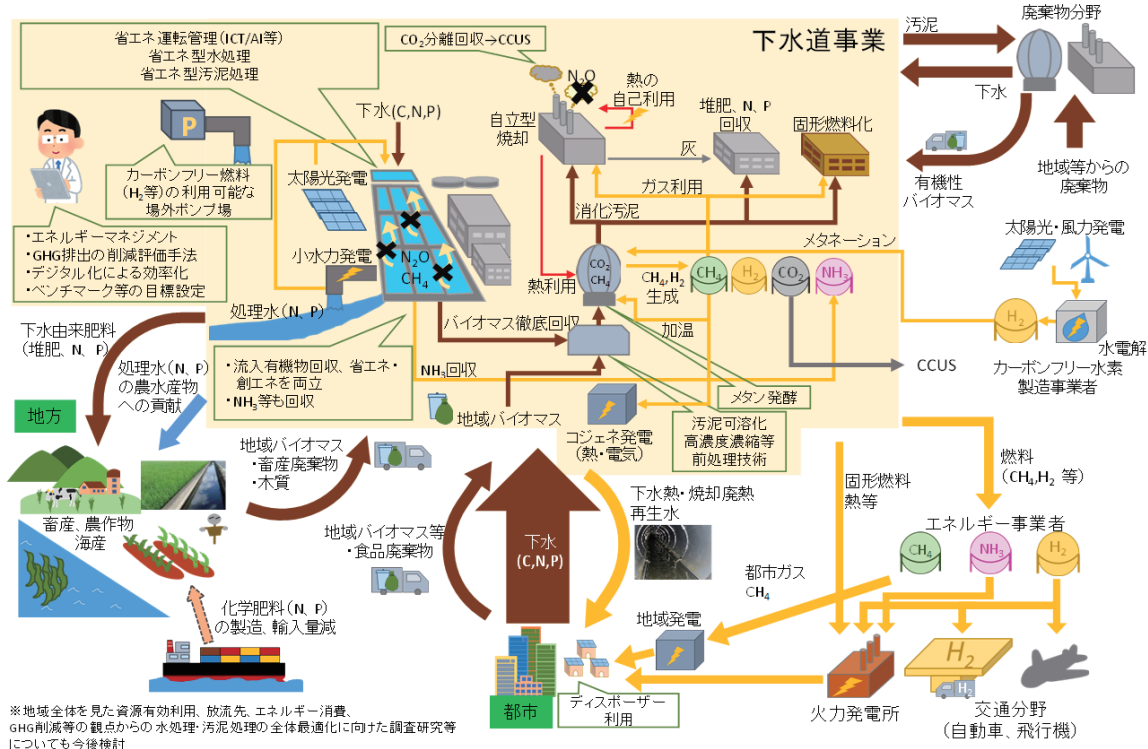 下水道事業
省エネ運転管理(ICT/AI等)
省エネ型水処理
省エネ型汚泥処理
CO₂分離回収→CCUS
N₂O
熱の
自己利用
自立型
焼却
下水(C,N,P)
P
カーボンフリー燃料
(H₂等)の利用可能な
場外ポンプ場
・エネルギーマネジメント
・GHG排出の削減評価手法
・デジタル化による効率化
・ベンチマーク等の目標設定
太陽光発電
小水力発電
N₂O
CH₄
処理水(N、P)
灰
堆肥、N、P
回収
固形燃料化
ガス利用
消化汚泥
CO₂
CH₄
熱利用
CH₄,H₂
生成
CH₄
H₂
CO₂
NH₃
メタネーション
加温
バイオマス徹底回収
NH₃回収
・流入有機物回収、省エネ・
創エネを両立
・NH₃等も回収
地域バイオマス
メタン発酵
汚泥可溶化
高濃度濃縮等
前処理技術
コジェネ発電
(熱・電気)
CCUS
廃棄物分野
汚泥
下水
有機性
バイオマス
地域等からの
廃棄物
太陽光・風力発電
H₂
水電解
カーボンフリー水素
製造事業者
下水由来肥料
(堆肥、N、P)
処理水(N、P)
の農水産物
への貢献
地方
畜産、農作物
海産
地域バイオマス
・畜産廃棄物
・木質
地域バイオマス等
・食品廃棄物
化学肥料(N、P)
の製造、輸入量減
下水
(C,N,P)
下水熱・焼却廃熱
再生水
都市
ディスポーザー
利用
地域発電
都市ガス
CH₄
固形燃料
熱等
燃料
(CH₄,H₂ 等)
エネルギー事業者
CH₄
NH₃
H₂
火力発電所
H₂
H₂
交通分野
(自動車、飛行機)
※地域全体を見た資源有効利用、放流先、エネルギー消費、
GHG削減等の観点からの水処理・汚泥処理の全体最適化に向けた調査研究等
についても今後検討